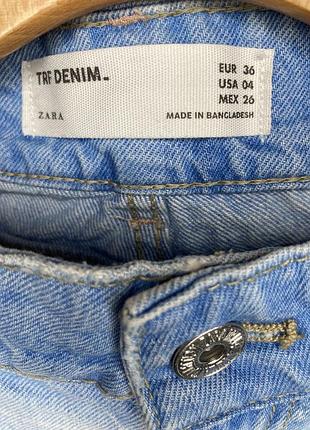 TRF DENIM.
ZARA
EUR 36
USA 04
MEX 26
MADE IN BANGLADESH